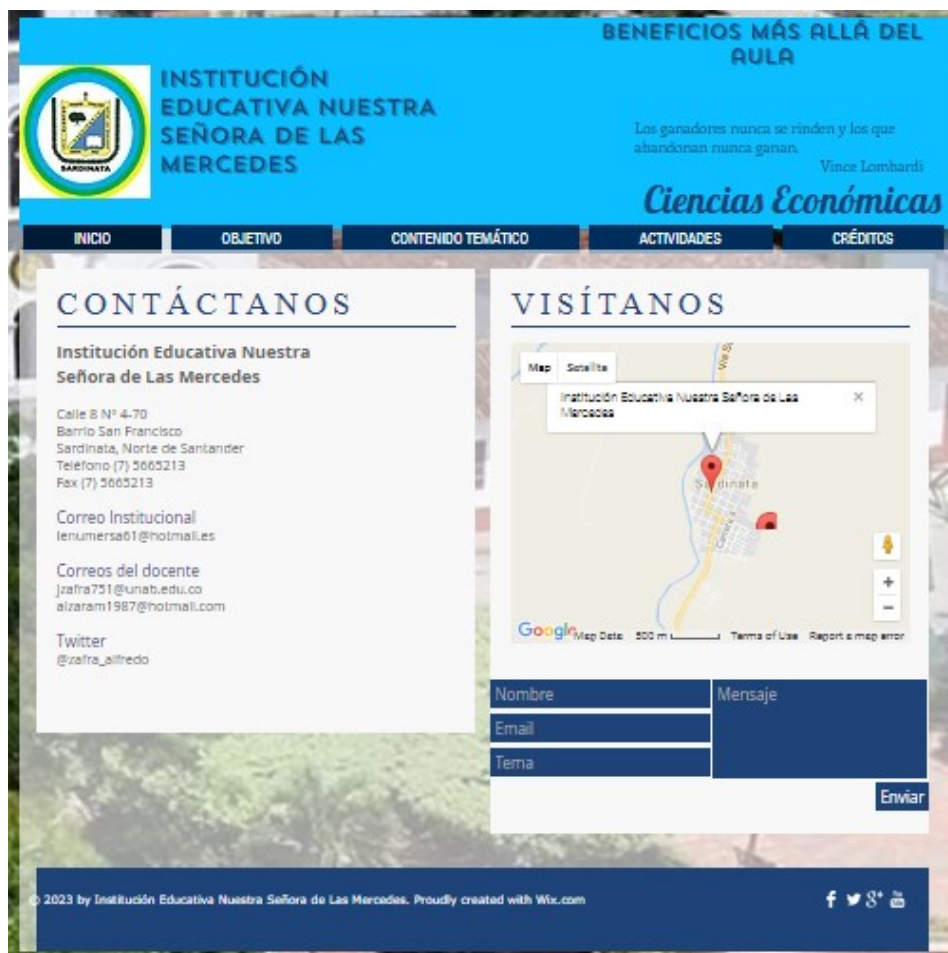 BENEFICIOS MÁS ALLÁ DEL
AULA
INSTITUCIÓN
EDUCATIVA NUESTRA
SEÑORA DE LAS
MERCEDES
SARDINATA
Los ganadores nunca se rinden y los que
abandonan nunca ganan.
Vince Lombardi
Ciencias Económicas
INICIO
OBJETIVO
CONTENIDO TEMÁTICO
ACTIVIDADES
CRÉDITOS
CONTÁCTANOS
Institución Educativa Nuestra
Señora de Las Mercedes
Calle 8 Nº 4-70
Barrio San Francisco
Sardinata, Norte de Santander
Teléfono (7) 5665213
Fax (7) 5665213
Correo Institucional
ienumersa61@hotmail.es
Correos del docente
jzafra751@unab.edu.co
alzaram1987@hotmail.com
Twitter
@zafra_alfredo
VISÍTANOS
Map
Satellite
Institución Educativa Nuestra Señora de Las
Mercedes
Sardinata
Google
Map Data
500 m
Terms of Use
Report a map error
Nombre
Mensaje
Email
Tema
Enviar
© 2023 by Institución Educativa Nuestra Señora de Las Mercedes. Proudly created with Wix.com